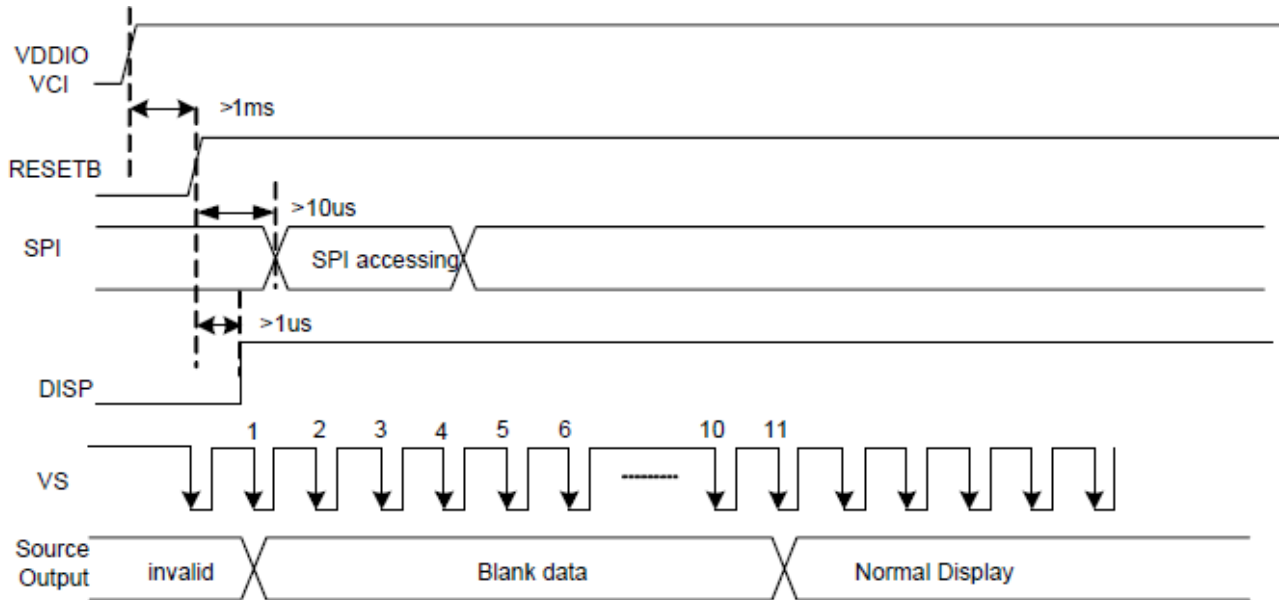 VDDIO
VCI
>1ms
RESETB
>10us
SPI
SPI accessing
>1us
DISP
1 2 3 4 5 6 10 11
VS
---------
Source
Output
invalid
Blank data
Normal Display